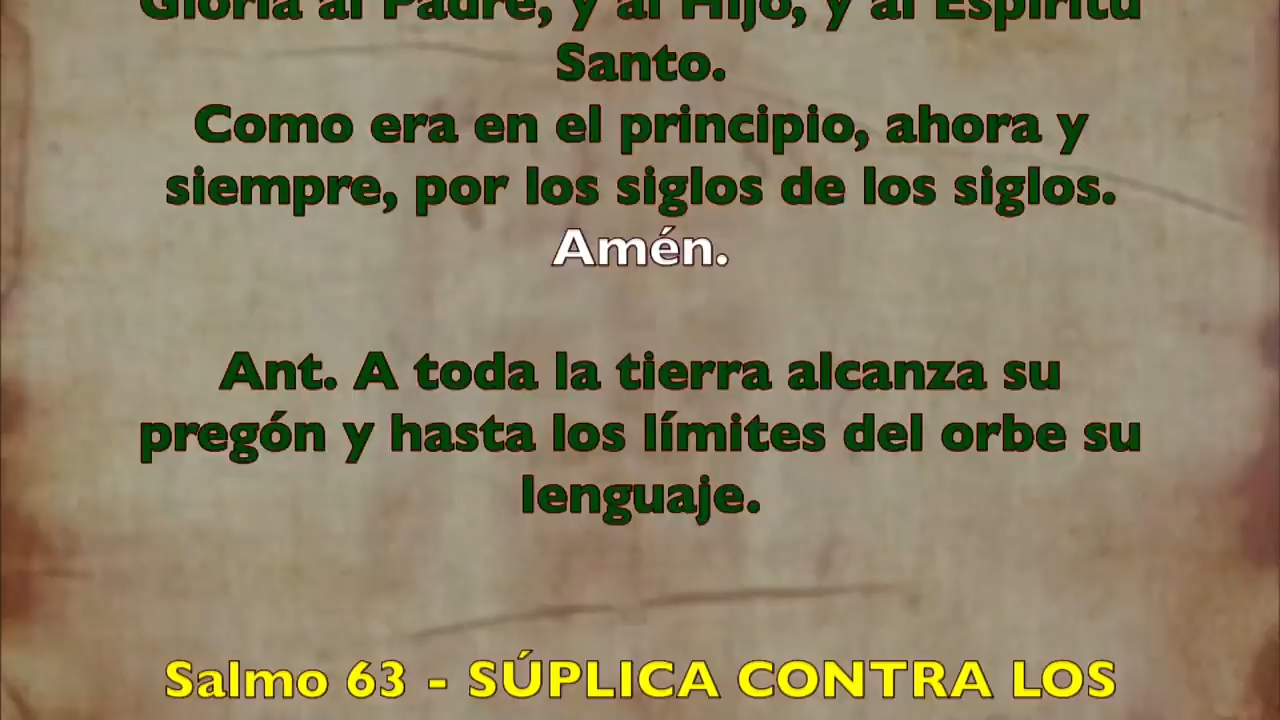 Gloria al Padre, y al Hijo, y al Espíritu
Santo.
Como era en el principio, ahora y
siempre, por los siglos de los siglos.
Amén.
Ant. A toda la tierra alcanza su
pregón y hasta los límites del orbe su
lenguaje.
Salmo 63 - SÚPLICA CONTRA LOS